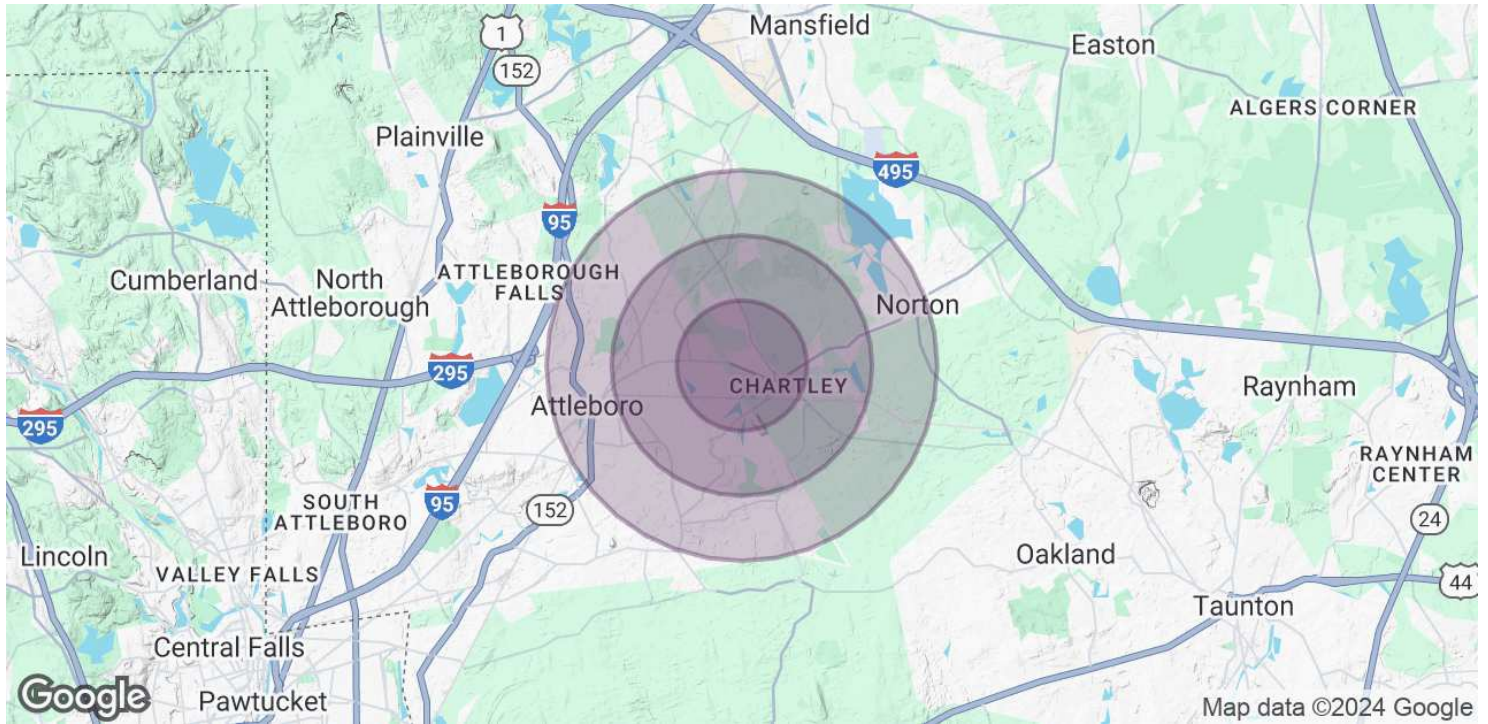 Mansfield
1
Easton
152
ALGERS CORNER
Plainville
495
95
Cumberland
North
Attleborough
ATTLEBOROUGH
FALLS
Norton
295
CHARTLEY
Raynham
Attleboro
295
RAYNHAM
CENTER
95
SOUTH
ATTLEBORO
152
24
Lincoln
Oakland
VALLEY FALLS
44
Taunton
Central Falls
Pawtucket
Google
Map data ©2024 Google